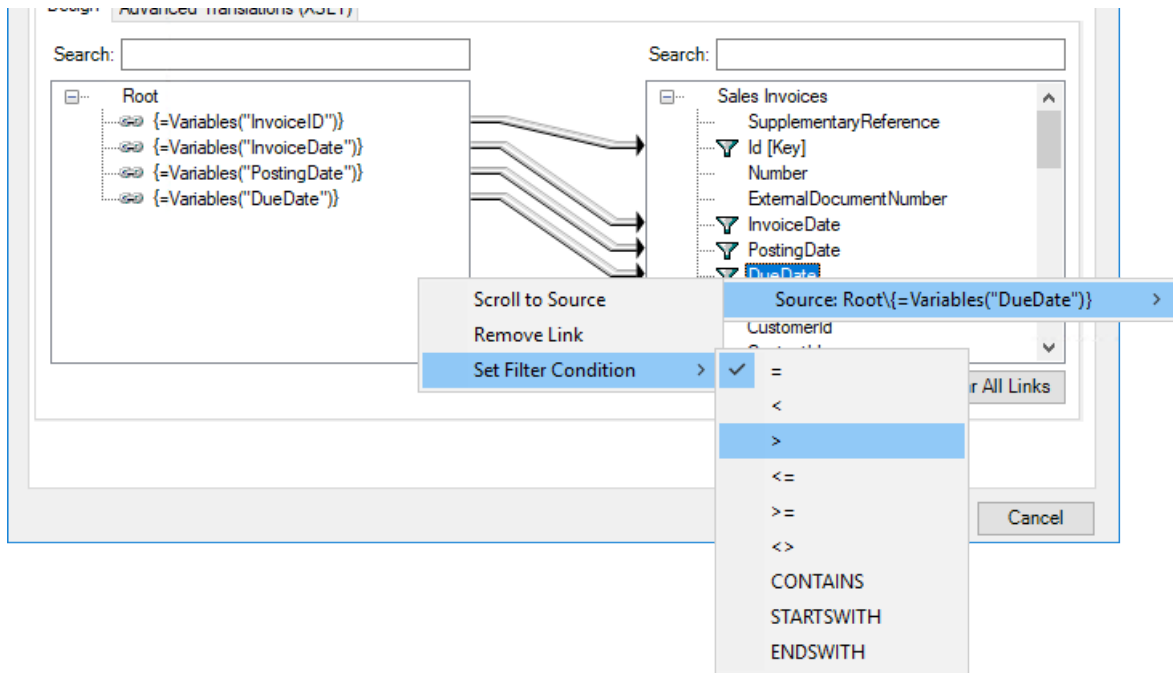 Advanced Translations (XSLT)
Search:
Search:
Root
{=Variables("InvoiceID")}
{=Variables("InvoiceDate")}
{=Variables("PostingDate")}
{=Variables("DueDate")}
Sales Invoices
SupplementaryReference
Id [Key]
Number
ExternalDocumentNumber
InvoiceDate
PostingDate
DueDate
CustomerId
Scroll to Source
Remove Link
Set Filter Condition
Source: Root\{=Variables("DueDate")}
=
<
>
<=
>=
<>
CONTAINS
STARTSWITH
ENDSWITH
All Links
Cancel